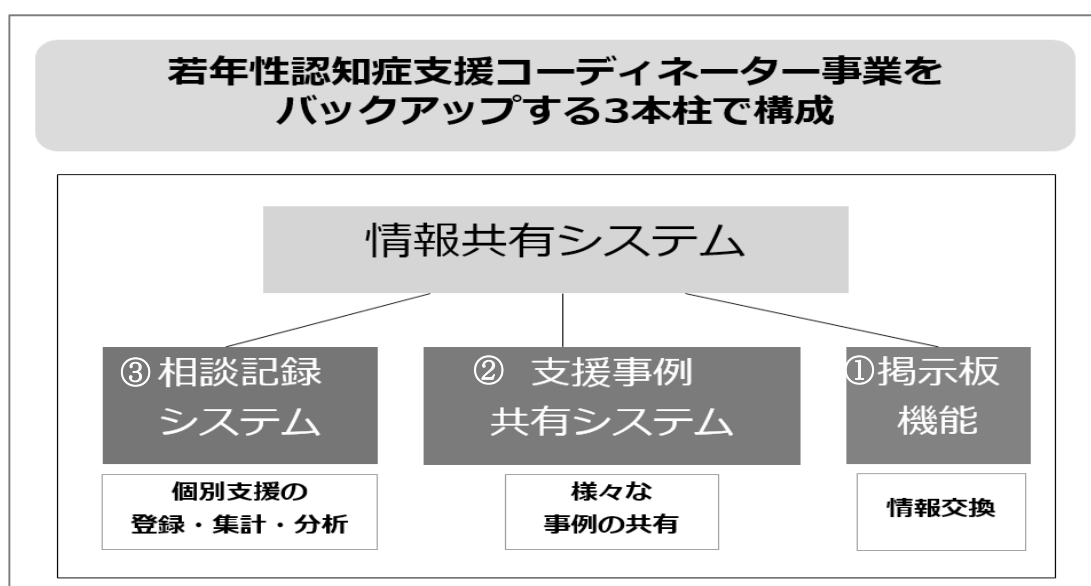 若年性認知症支援コーディネーター事業を
バックアップする3本柱で構成
情報共有システム
③相談記録
システム
② 支援事例
共有システム
①掲示板
機能
個別支援の
登録・集計・分析
様々な
事例の共有
情報交換